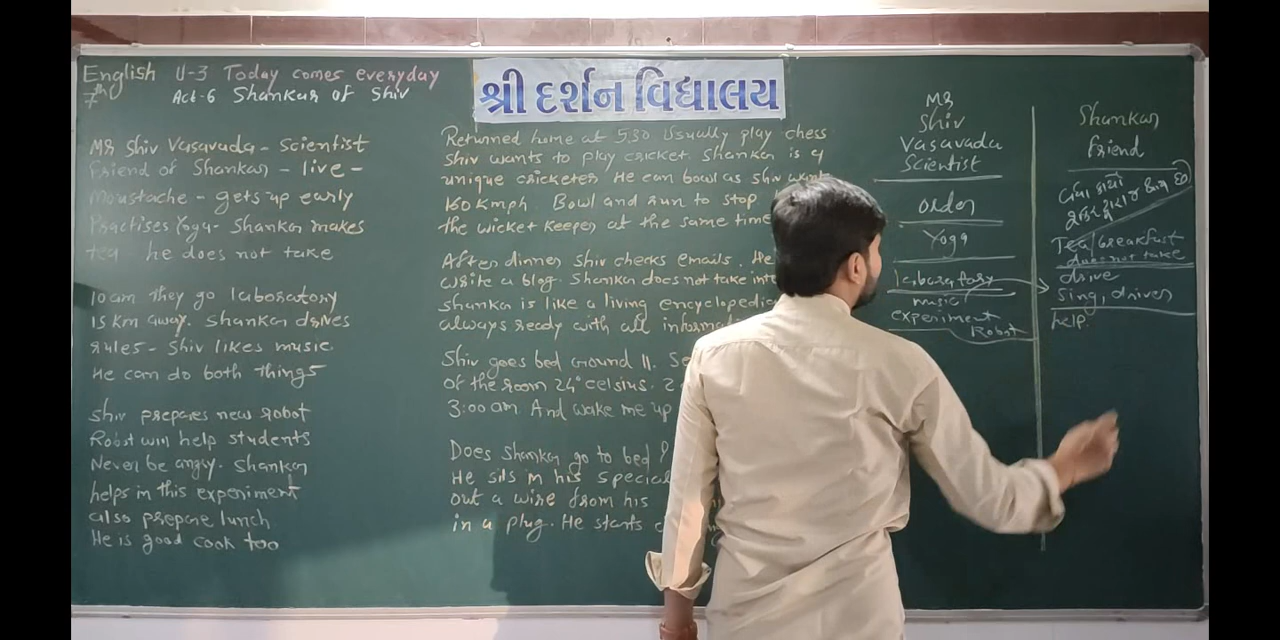 English U-3 Today comes everyday
7th Act-6 Shankar of Shiv
શ્રી દર્શન વિદ્યાલય
Mr Shiv Vasavada - scientist
Friend of Shankar - live -
Moustache - gets up early
Practises Yoga - Shankar makes
tea he does not take
10am they go laboratory
15 Km away. Shankar drives
rules - Shiv likes music
He can do both things
Shiv prepares new robot
Robot will help students
Never be angry. Shankar
helps in this experiment
also prepare lunch
He is good cook too
Returned home at 5:30 Usually play chess
Shiv wants to play cricket. Shankar is a
unique cricketer. He can bowl as Shiv want
160 Kmph Bowl and run to stop
the wicket keeper at the same time
After dinner Shiv checks emails. He
write a blog. Shankar does not take int
Shankar is like a living encyclopedia
always ready with all informati
Shiv goes bed around 11. Se
of the room 24° celsius. 2
3:00 am. And wake me up
Does Shankar go to bed
He sits in his special
out a wire from his
in a plug. He starts c
Mr
Shiv
Vasavada
Scientist
order
Yoga
laboratory
music
experiment
Robot
Shankar
friend
Tea/breakfast
does not take
drive
Sing, drives
help.